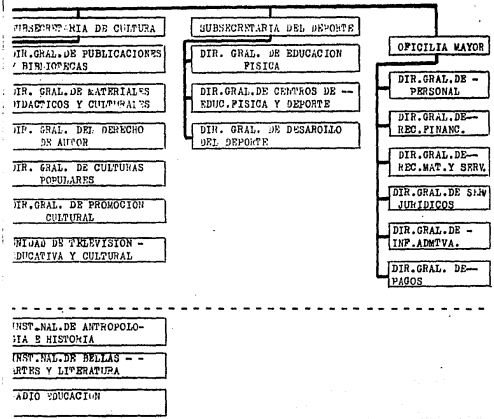 SUBSECRETARIA DE CULTURA
DIR.GRAL.DE PUBLICACIONES
Y BIBLIOTECAS
DIR. GRAL. DE MATERIALES
DIDACTICOS Y CULTURALES
DIR. GRAL. DEL DERECHO
DE AUTOR
DIR. GRAL. DE CULTURAS
POPULARES
DIR.GRAL. DE PROMOCION
CULTURAL
UNIDAD DE TELEVISION -
EDUCATIVA Y CULTURAL
INST.NAL.DE ANTROPOLO-
GIA E HISTORIA
INST.NAL.DE BELLAS - -
ARTES Y LITERATURA
RADIO EDUCACION
SUBSECRETARIA DEL DEPORTE
DIR. GRAL. DE EDUCACION
FISICA
DIR.GRAL.DE CENTROS DE --
EDUC.FISICA Y DEPORTE
DIR. GRAL. DE DESAROLLO
DEL DEPORTE
OFICILIA MAYOR
DIR.GRAL.DE -
PERSONAL
DIR.GRAL.DE--
REC.FINANC.
DIR.GRAL.DE--
REC.MAT.Y SERV.
DIR.GRAL.DE SERV
JURIDICOS
DIR.GRAL.DE -
INF.ADMTVA.
DIR.GRAL. DE--
PAGOS